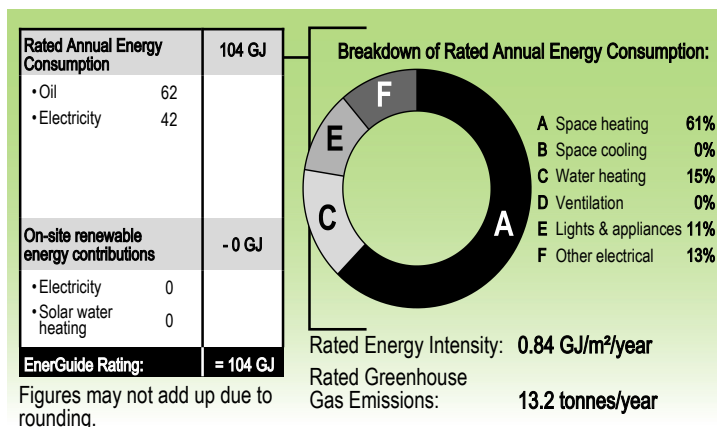 Rated Annual Energy
Consumption
104 GJ
• Oil 62
• Electricity 42
On-site renewable
energy contributions
- 0 GJ
• Electricity 0
• Solar water
heating 0
EnerGuide Rating: = 104 GJ
Figures may not add up due to
rounding.
Breakdown of Rated Annual Energy Consumption:
F
E
C
A
A Space heating 61%
B Space cooling 0%
C Water heating 15%
D Ventilation 0%
E Lights & appliances 11%
F Other electrical 13%
Rated Energy Intensity: 0.84 GJ/m²/year
Rated Greenhouse
Gas Emissions: 13.2 tonnes/year